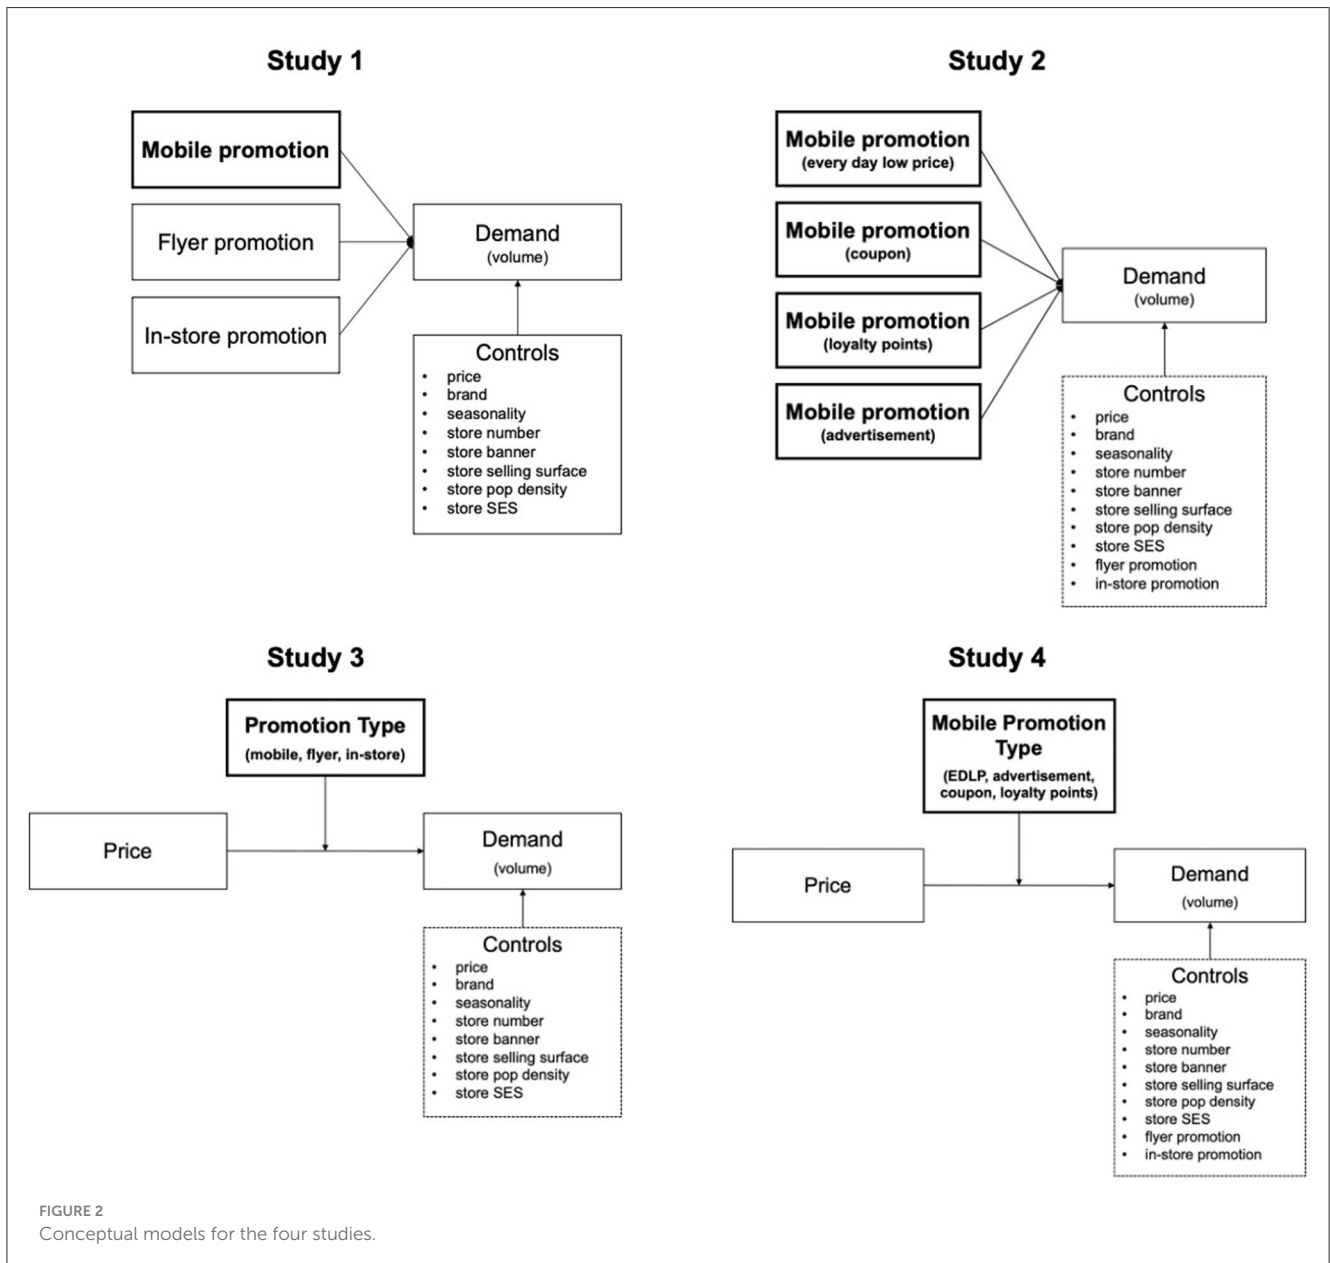 Study 1
Mobile promotion
Flyer promotion
In-store promotion
Demand
(volume)
Controls
• price
• brand
• seasonality
• store number
• store banner
• store selling surface
• store pop density
• store SES
Study 2
Mobile promotion
(every day low price)
Mobile promotion
(coupon)
Mobile promotion
(loyalty points)
Mobile promotion
(advertisement)
Demand
(volume)
Controls
• price
• brand
• seasonality
• store number
• store banner
• store selling surface
• store pop density
• store SES
• flyer promotion
• in-store promotion
Study 3
Promotion Type
(mobile, flyer, in-store)
Price
Demand
(volume)
Controls
• price
• brand
• seasonality
• store number
• store banner
• store selling surface
• store pop density
• store SES
Study 4
Mobile Promotion
Type
(EDLP, advertisement,
coupon, loyalty points)
Price
Demand
(volume)
Controls
• price
• brand
• seasonality
• store number
• store banner
• store selling surface
• store pop density
• store SES
• flyer promotion
• in-store promotion
FIGURE 2
Conceptual models for the four studies.